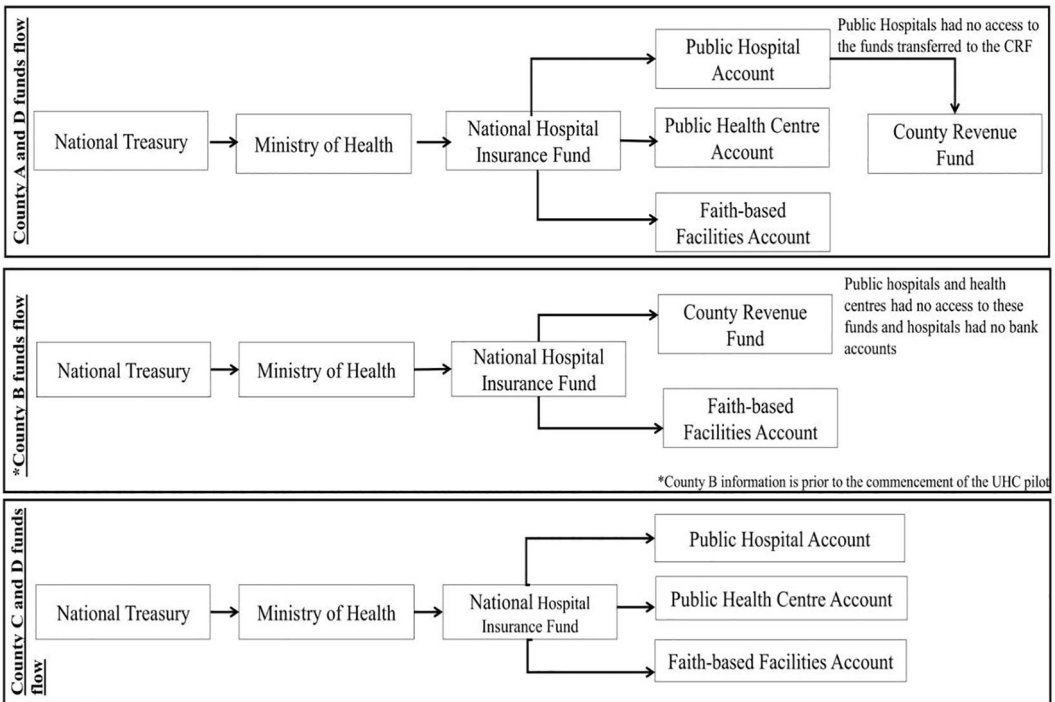 County A and D funds flow
National Treasury
Ministry of Health
National Hospital
Insurance Fund
Public Hospital
Account
Public Health Centre
Account
Faith-based
Facilities Account
Public Hospitals had no access to
the funds transferred to the CRF
County Revenue
Fund
*County B funds flow
National Treasury
Ministry of Health
National Hospital
Insurance Fund
County Revenue
Fund
Faith-based
Facilities Account
Public hospitals and health
centres had no access to these
funds and hospitals had no bank
accounts
*County B information is prior to the commencement of the UHC pilot
County C and D funds
flow
National Treasury
Ministry of Health
National Hospital
Insurance Fund
Public Hospital Account
Public Health Centre Account
Faith-based Facilities Account